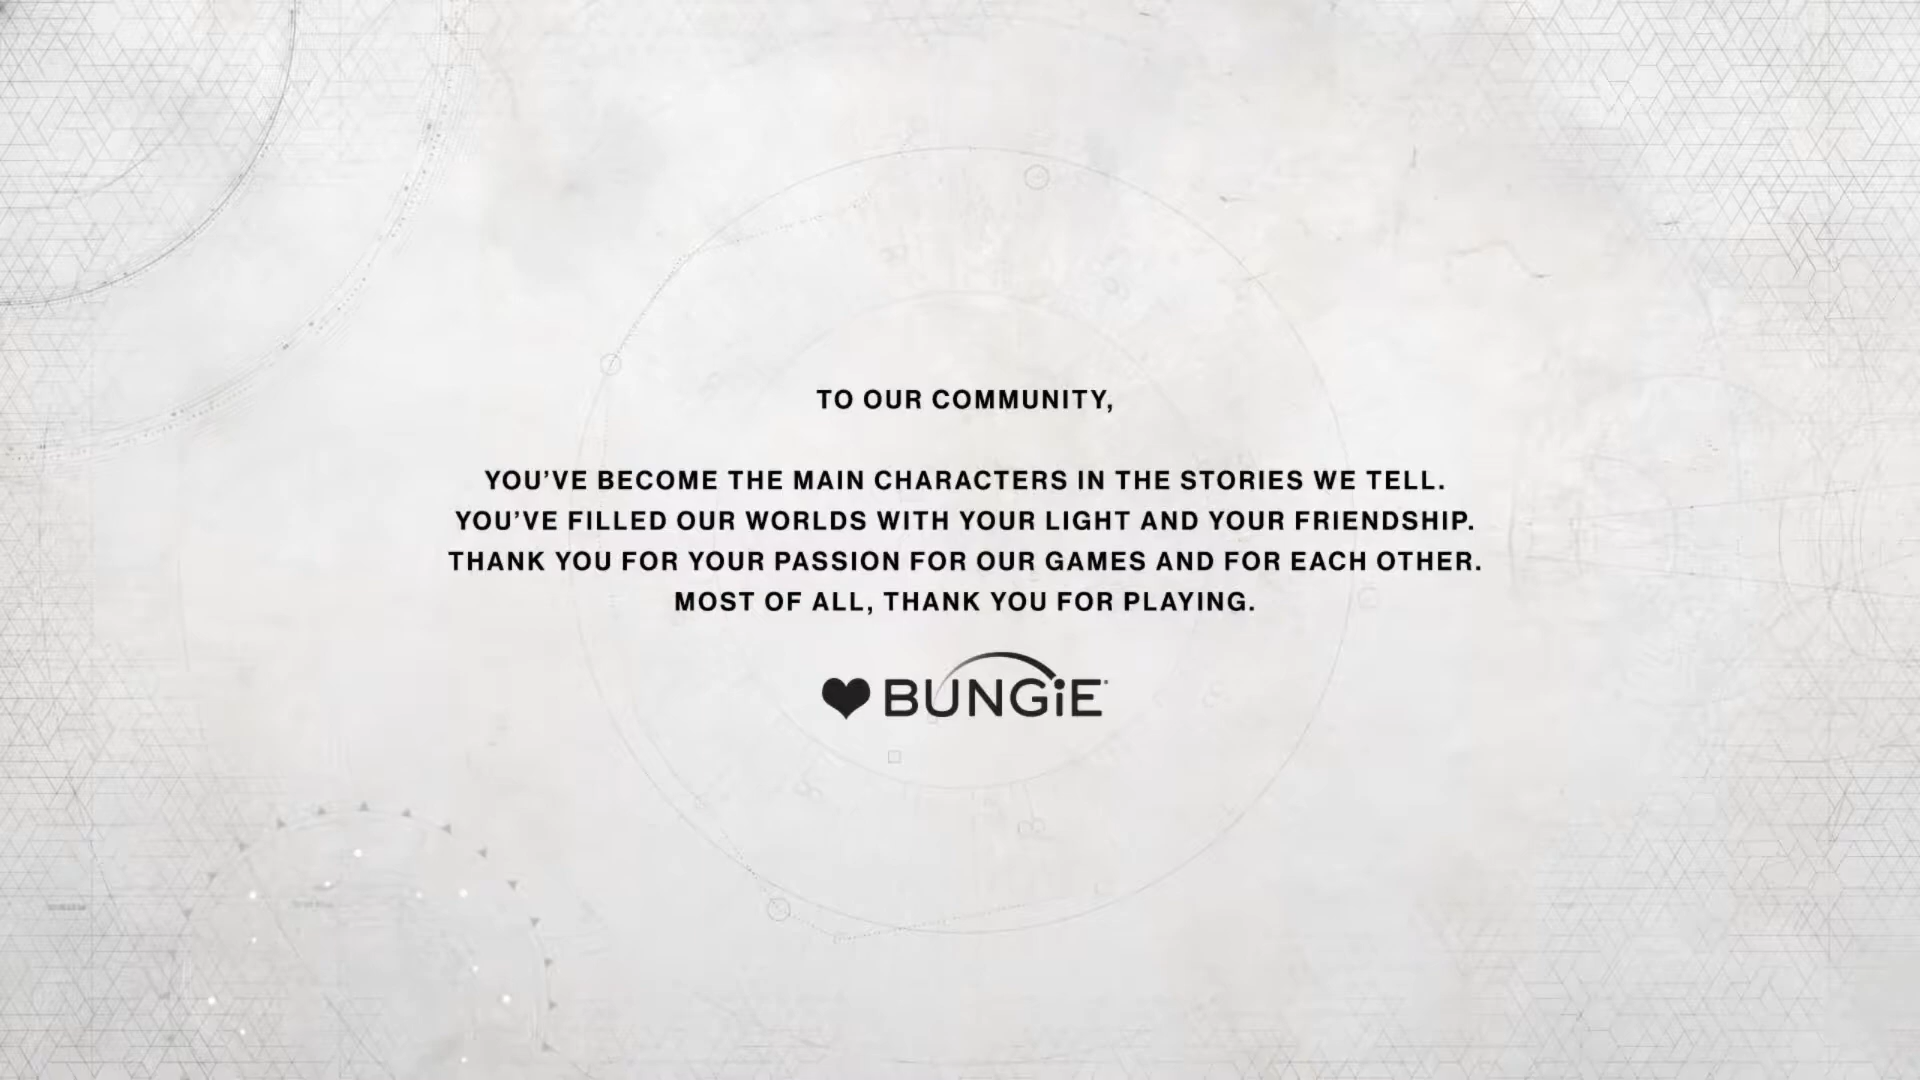 TO OUR COMMUNITY,
YOU’VE BECOME THE MAIN CHARACTERS IN THE STORIES WE TELL.
YOU’VE FILLED OUR WORLDS WITH YOUR LIGHT AND YOUR FRIENDSHIP.
THANK YOU FOR YOUR PASSION FOR OUR GAMES AND FOR EACH OTHER.
MOST OF ALL, THANK YOU FOR PLAYING.
BUNGiE